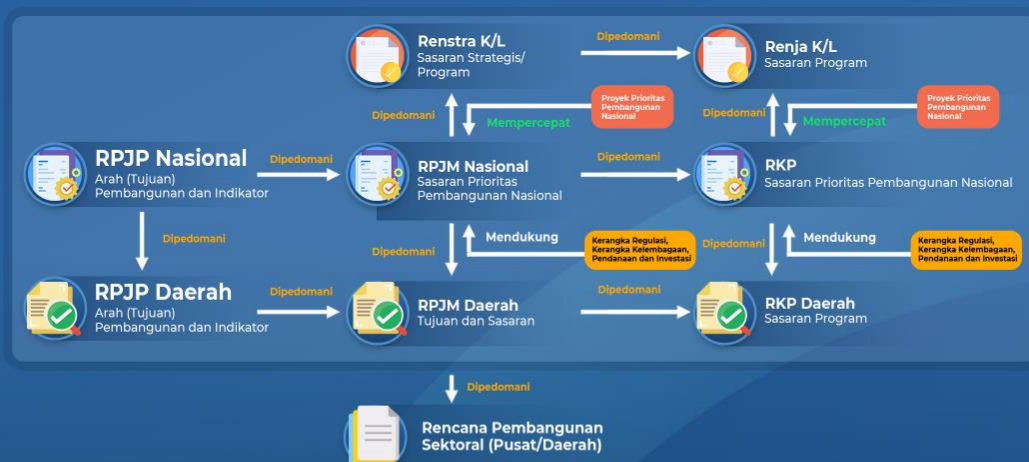 Renstra K/L
Sasaran Strategis/
Program
Dipedomani
Renja K/L
Sasaran Program
Dipedomani
Mempercepat
Proyek Prioritas
Pembangunan
Nasional
Dipedomani
Mempercepat
Proyek Prioritas
Pembangunan
Nasional
RPJP Nasional
Arah (Tujuan)
Pembangunan dan Indikator
Dipedomani
RPJM Nasional
Sasaran Prioritas
Pembangunan Nasional
Dipedomani
RKP
Sasaran Prioritas Pembangunan Nasional
Dipedomani
Dipedomani
Mendukung
Kerangka Regulasi,
Kerangka Kelembagaan,
Pendanaan dan Investasi
Dipedomani
Mendukung
Kerangka Regulasi,
Kerangka Kelembagaan,
Pendanaan dan Investasi
RPJP Daerah
Arah (Tujuan)
Pembangunan dan Indikator
Dipedomani
RPJM Daerah
Tujuan dan Sasaran
Dipedomani
RKP Daerah
Sasaran Program
Dipedomani
Rencana Pembangunan
Sektoral (Pusat/Daerah)